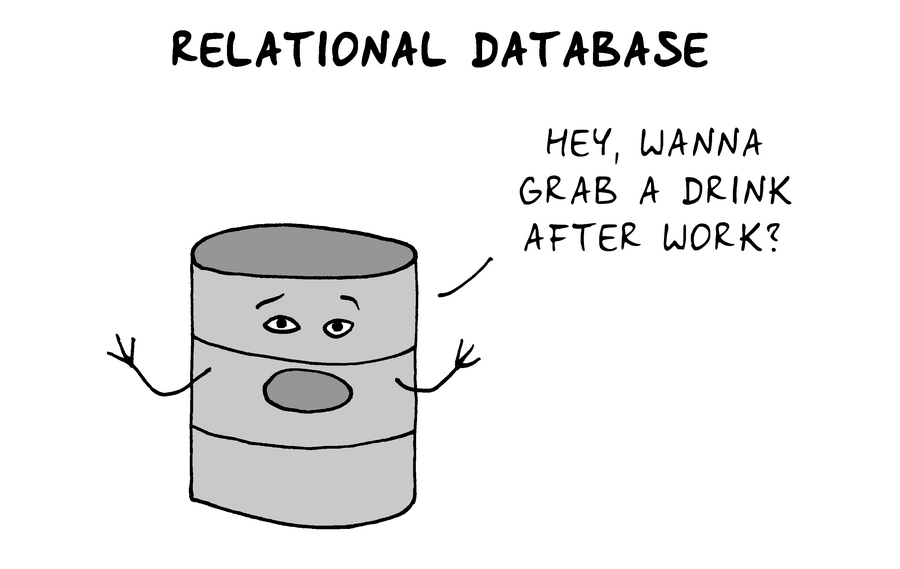 RELATIONAL DATABASE
HEY, WANNA
GRAB A DRINK
AFTER WORK?